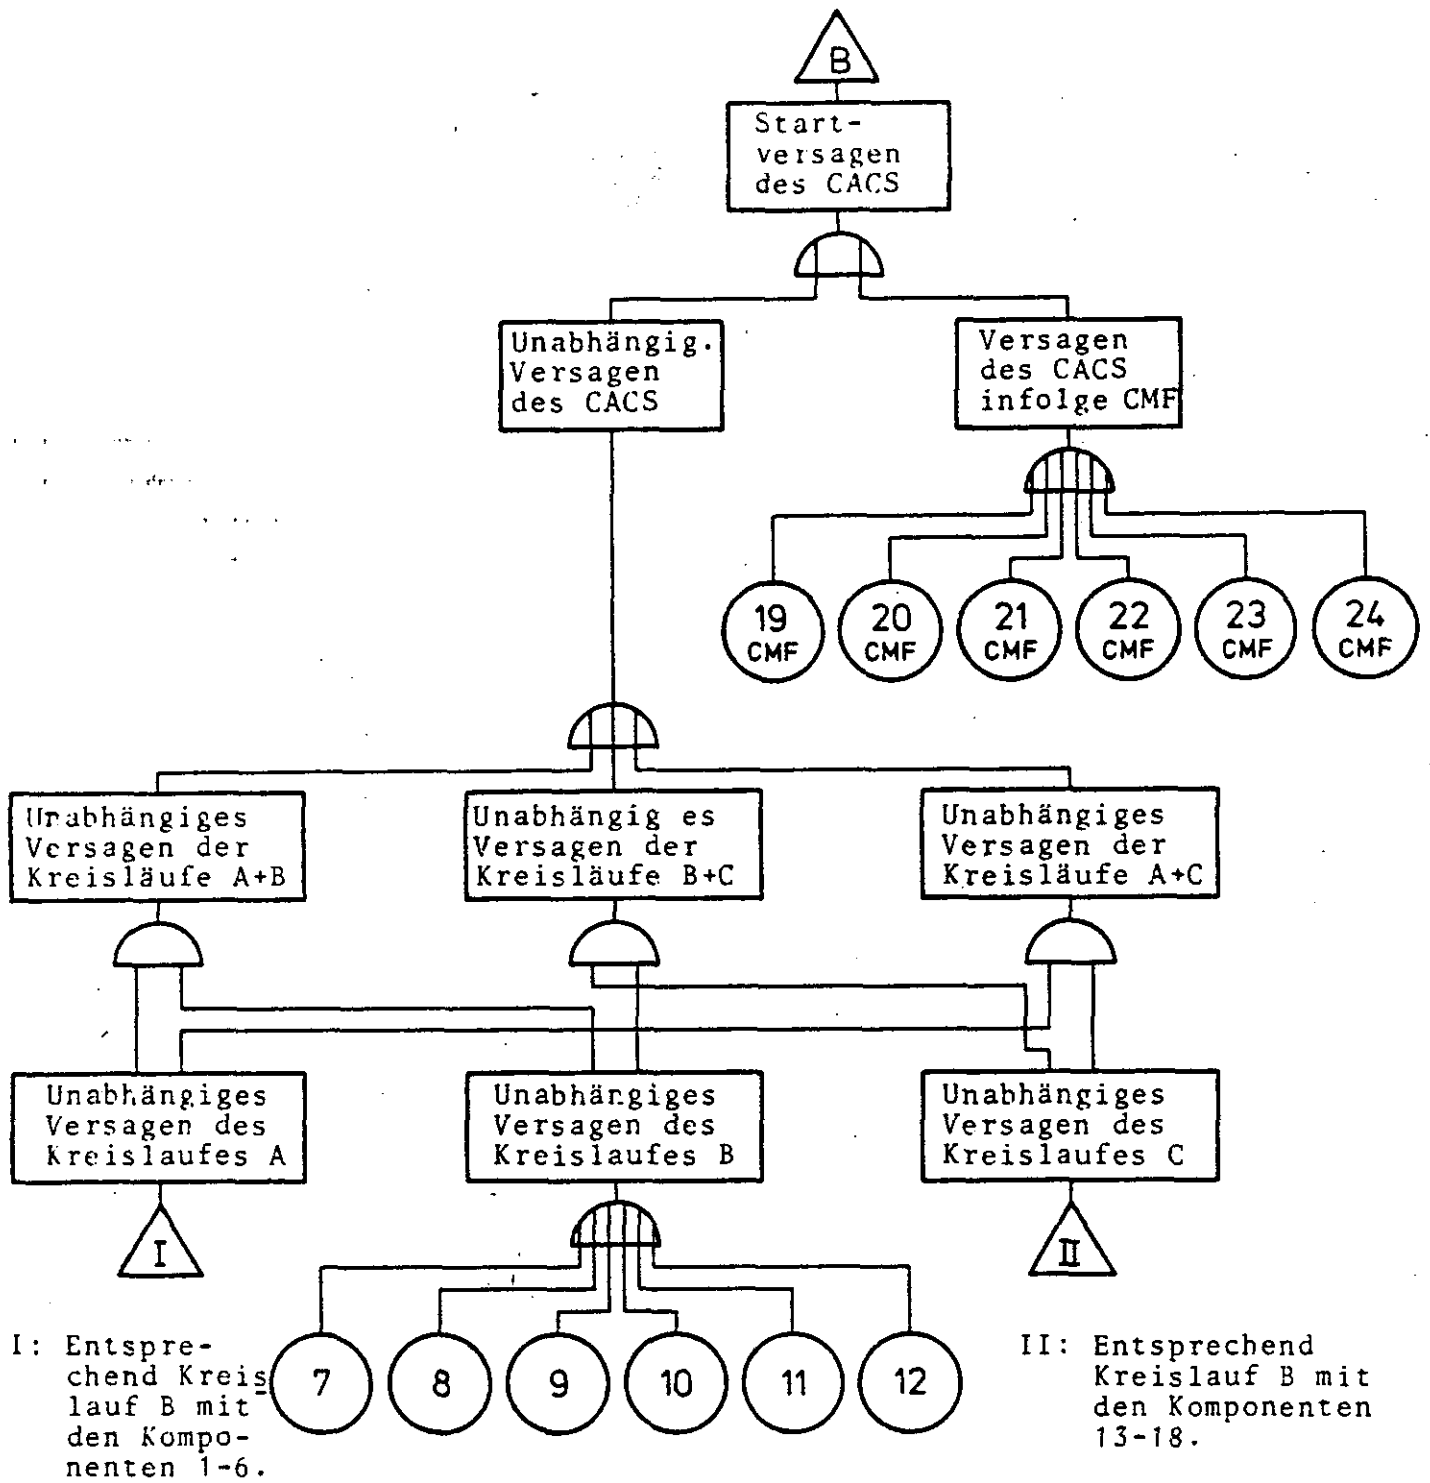 B
Start-
versagen
des CACS
Unabhängig.
Versagen
des CACS
Versagen
des CACS
infolge CMF
19
CMF
20
CMF
21
CMF
22
CMF
23
CMF
24
CMF
Unabhängiges
Versagen der
Kreisläufe A+B
Unabhängig es
Versagen der
Kreisläufe B+C
Unabhängiges
Versagen der
Kreisläufe A+C
Unabhängiges
Versagen des
Kreislaufes A
Unabhängiges
Versagen des
Kreislaufes B
Unabhängiges
Versagen des
Kreislaufes C
I
II
7
8
9
10
11
12
I: Entspre-
chend Kreis-
lauf B mit
den Kompo-
nenten 1-6.
II: Entsprechend
Kreislauf B mit
den Komponenten
13-18.